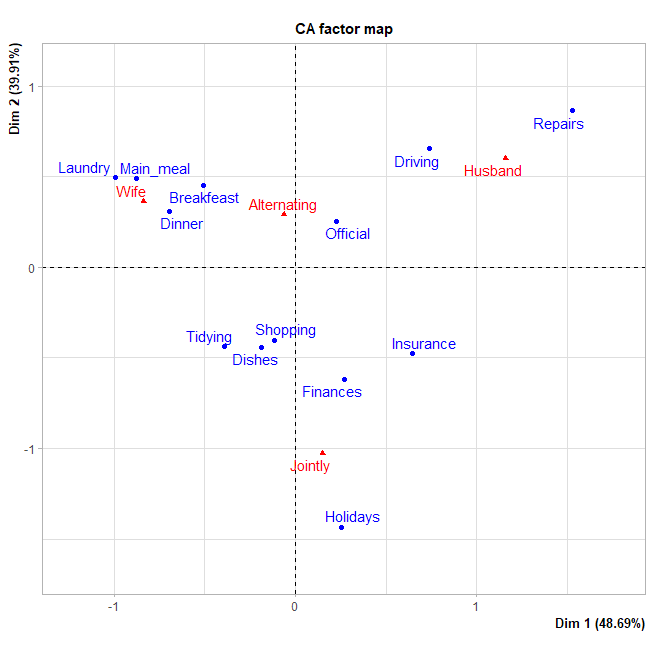 CA factor map
Dim 2 (39.91%)
1
Repairs
Driving
Husband
Laundry
Main_meal
Wife
Breakfeast
Alternating
Dinner
Official
0
Shopping
Tidying
Insurance
Dishes
Finances
-1
Jointly
Holidays
-1
0
1
Dim 1 (48.69%)